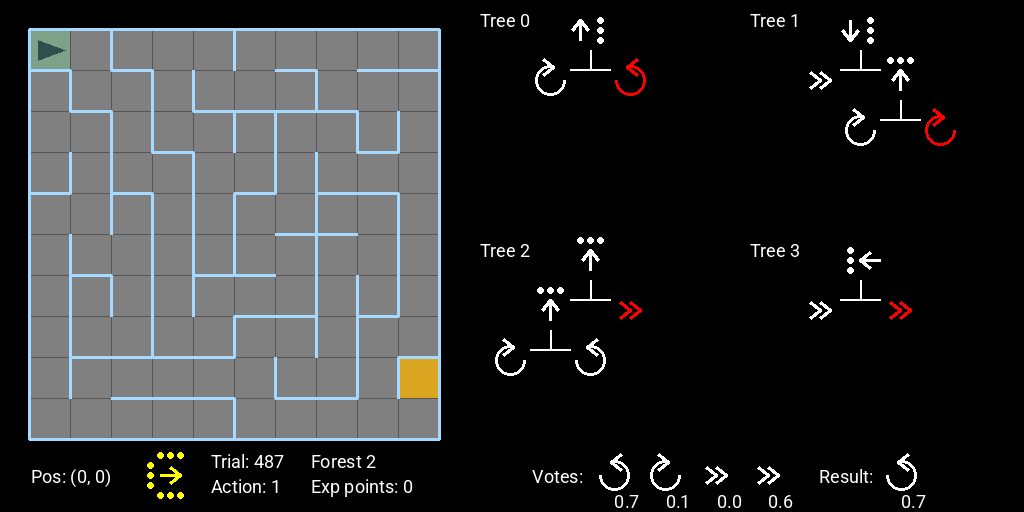 Tree 0
Tree 1
Tree 2
Tree 3
Pos: (0, 0)
Trial: 487
Forest 2
Action: 1
Exp points: 0
Votes:
0.7
0.1
0.0
0.6
Result:
0.7